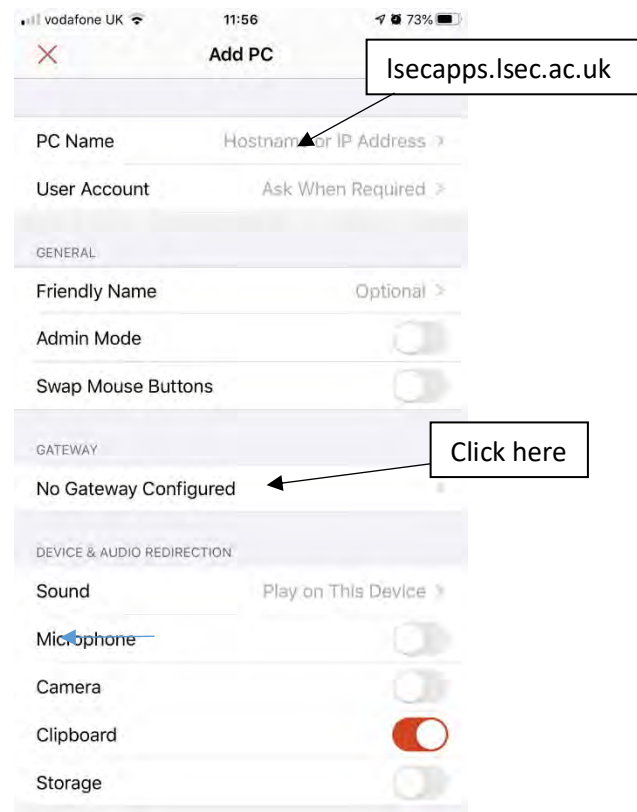 vodafone UK 11:56 73%
Add PC
lsecapps.lsec.ac.uk
PC Name Hostname or IP Address
User Account Ask When Required
GENERAL
Friendly Name Optional
Admin Mode
Swap Mouse Buttons
GATEWAY
Click here
No Gateway Configured
DEVICE & AUDIO REDIRECTION
Sound Play on This Device
Microphone
Camera
Clipboard
Storage